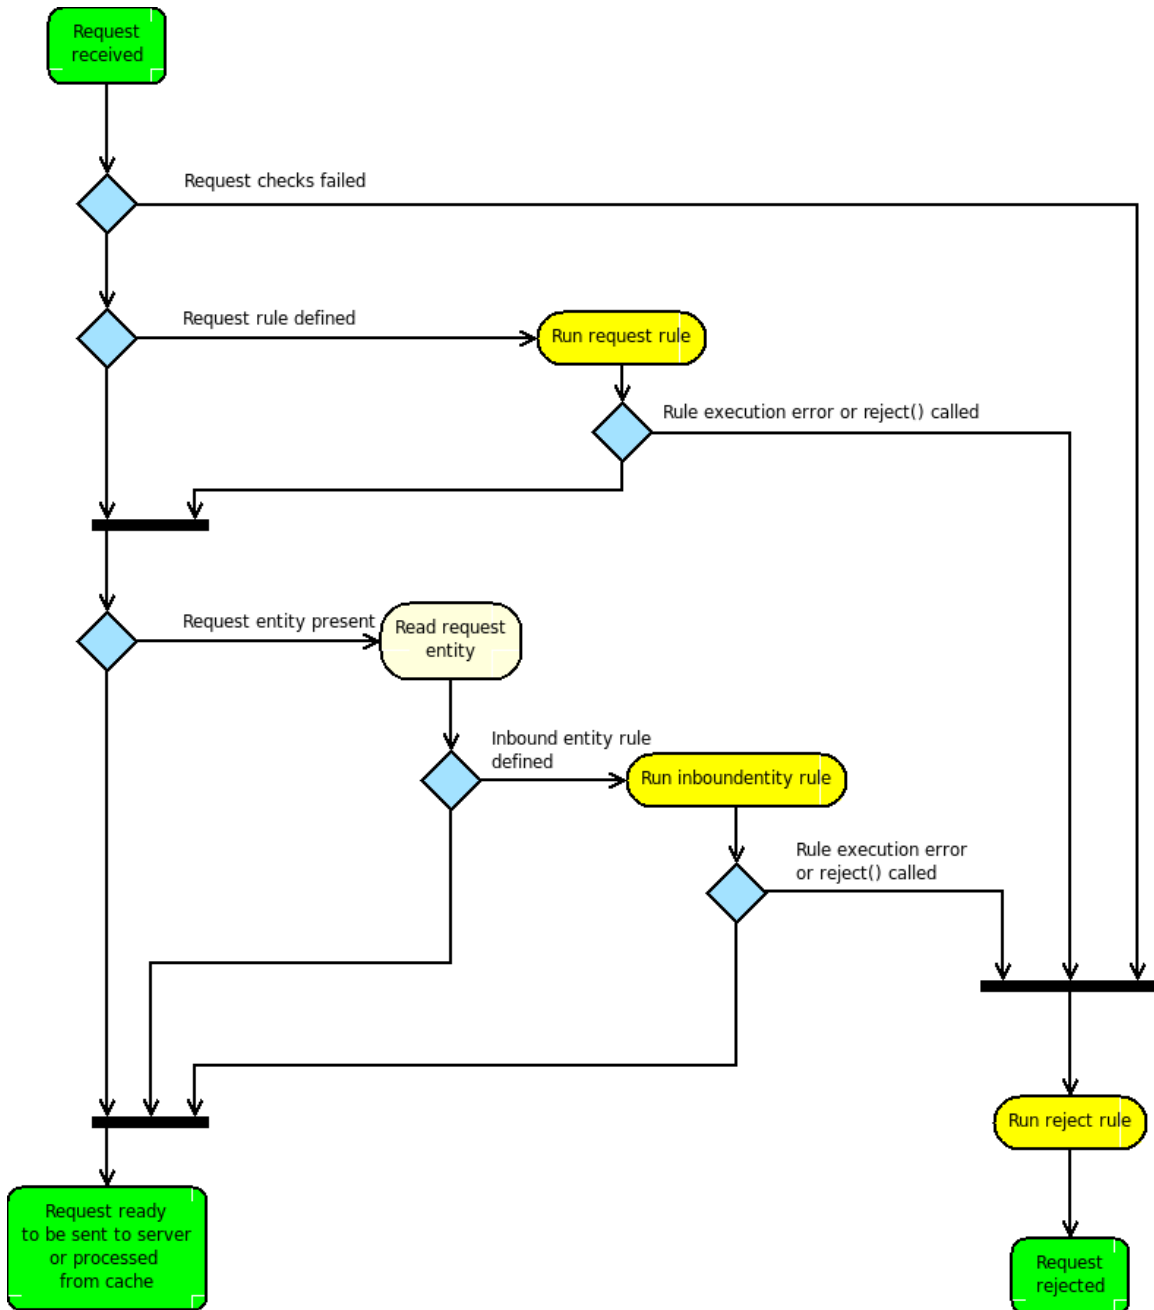 Request
received
Request checks failed
Request rule defined
Run request rule
Rule execution error or reject() called
Request entity present
Read request
entity
Inbound entity rule
defined
Run inboundentity rule
Rule execution error
or reject() called
Run reject rule
Request ready
to be sent to server
or processed
from cache
Request
rejected